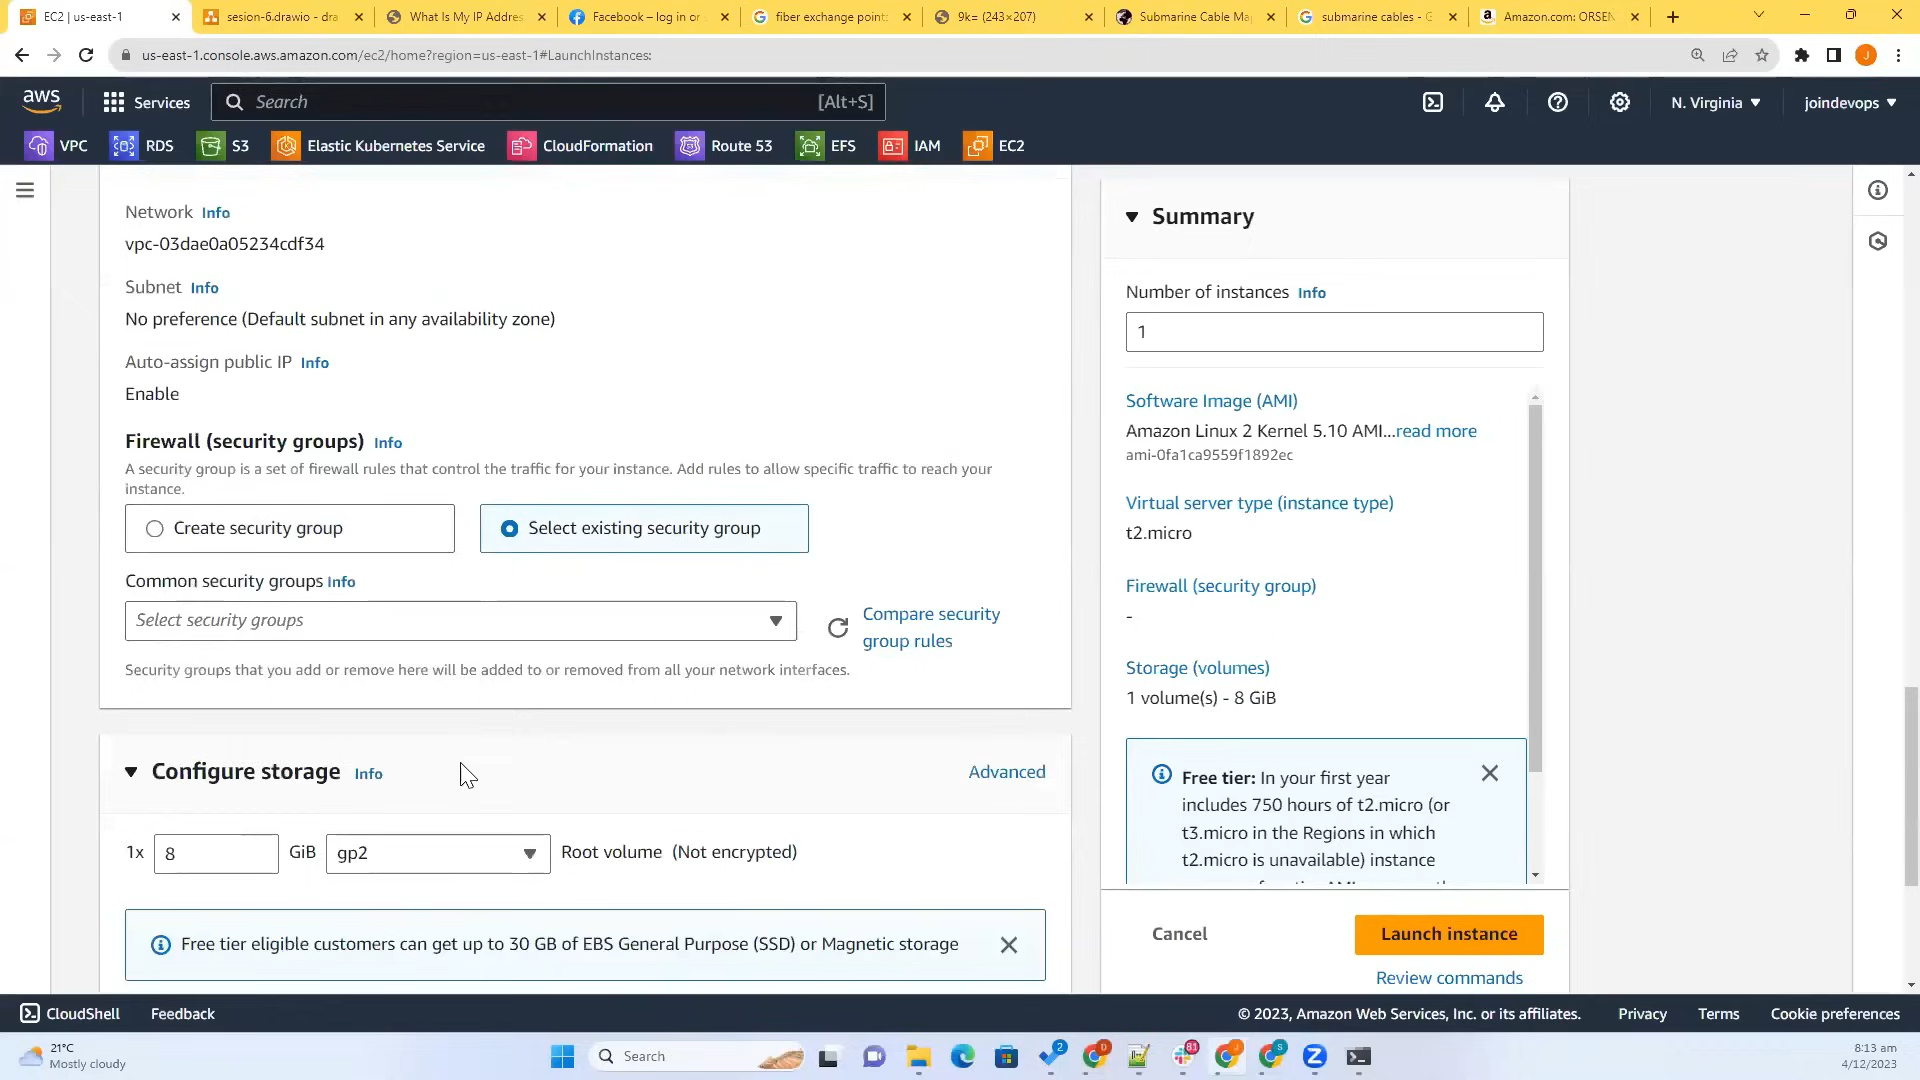 EC2 | us-east-1
sesion-6.drawio - dra
What Is My IP Addres
Facebook – log in or
fiber exchange points
9k= (243×207)
Submarine Cable Ma
submarine cables - G
Amazon.com: ORSEN
us-east-1.console.aws.amazon.com/ec2/home?region=us-east-1#LaunchInstances:
J
aws
Services
Search
[Alt+S]
N. Virginia
joindevops
VPC
RDS
S3
Elastic Kubernetes Service
CloudFormation
Route 53
EFS
IAM
EC2
Network Info
vpc-03dae0a05234cdf34
Subnet Info
No preference (Default subnet in any availability zone)
Auto-assign public IP Info
Enable
Firewall (security groups) Info
A security group is a set of firewall rules that control the traffic for your instance. Add rules to allow specific traffic to reach your
instance.
Create security group
Select existing security group
Common security groups Info
Select security groups
Compare security
group rules
Security groups that you add or remove here will be added to or removed from all your network interfaces.
Configure storage Info
Advanced
1x
8
GiB
gp2
Root volume (Not encrypted)
Free tier eligible customers can get up to 30 GB of EBS General Purpose (SSD) or Magnetic storage
Summary
Number of instances Info
1
Software Image (AMI)
Amazon Linux 2 Kernel 5.10 AMI...read more
ami-0fa1ca9559f1892ec
Virtual server type (instance type)
t2.micro
Firewall (security group)
-
Storage (volumes)
1 volume(s) - 8 GiB
Free tier: In your first year
includes 750 hours of t2.micro (or
t3.micro in the Regions in which
t2.micro is unavailable) instance
Cancel
Launch instance
Review commands
CloudShell
Feedback
© 2023, Amazon Web Services, Inc. or its affiliates.
Privacy
Terms
Cookie preferences
21°C
Mostly cloudy
Search
2
D
81
J
S
Z
8:13 am
4/12/2023